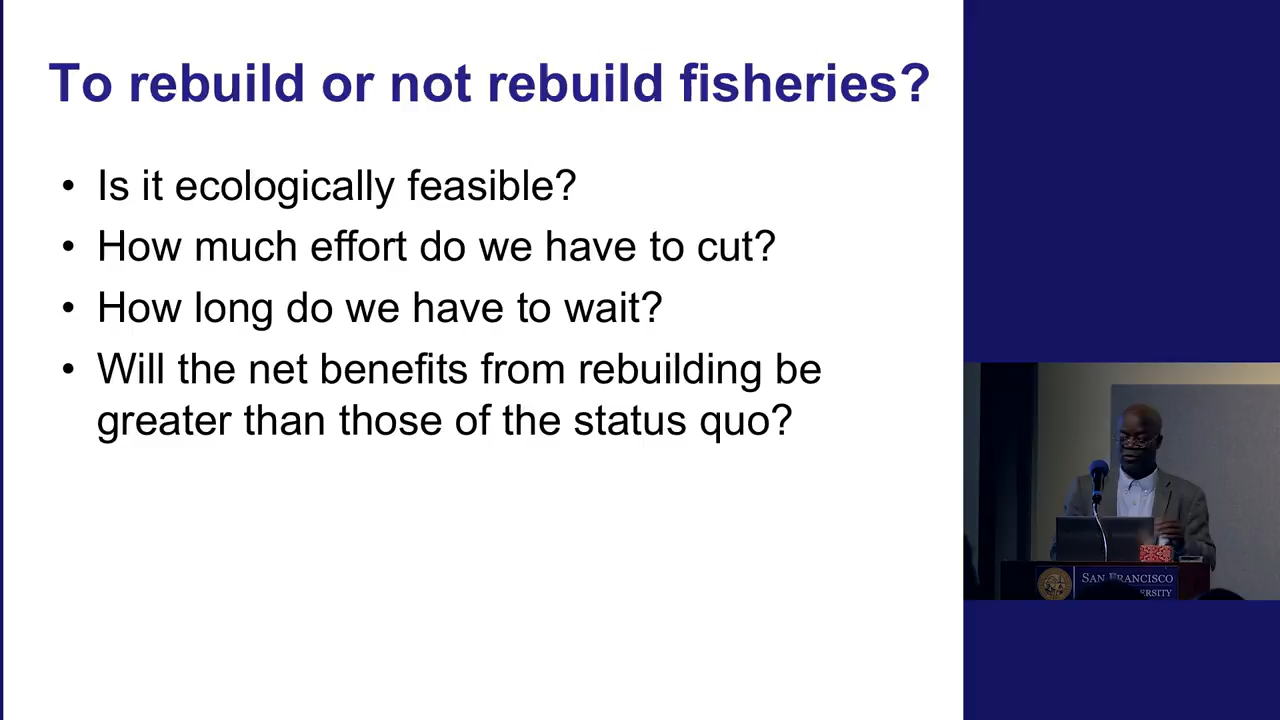 To rebuild or not rebuild fisheries?
• Is it ecologically feasible?
• How much effort do we have to cut?
• How long do we have to wait?
• Will the net benefits from rebuilding be
greater than those of the status quo?
SAN FRANCISCO